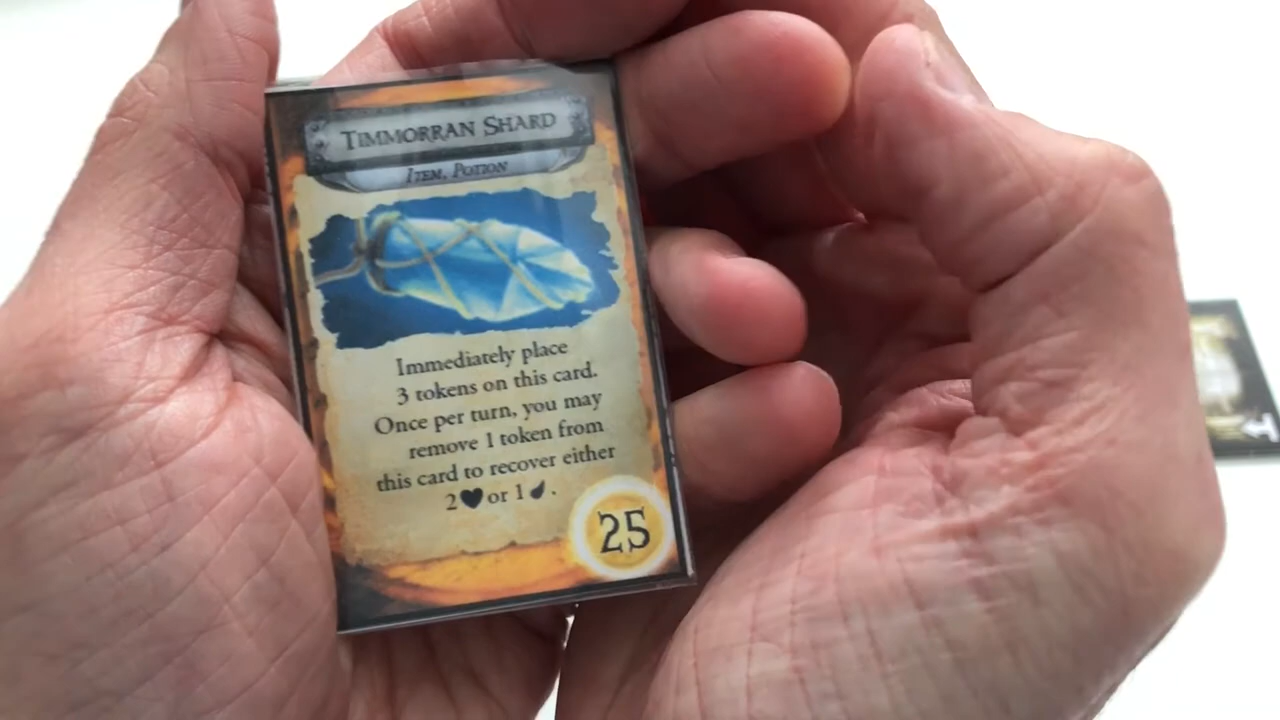 Timmorran Shard
Item, Potion
Immediately place
3 tokens on this card.
Once per turn, you may
remove 1 token from
this card to recover either
2 or 1 .
25